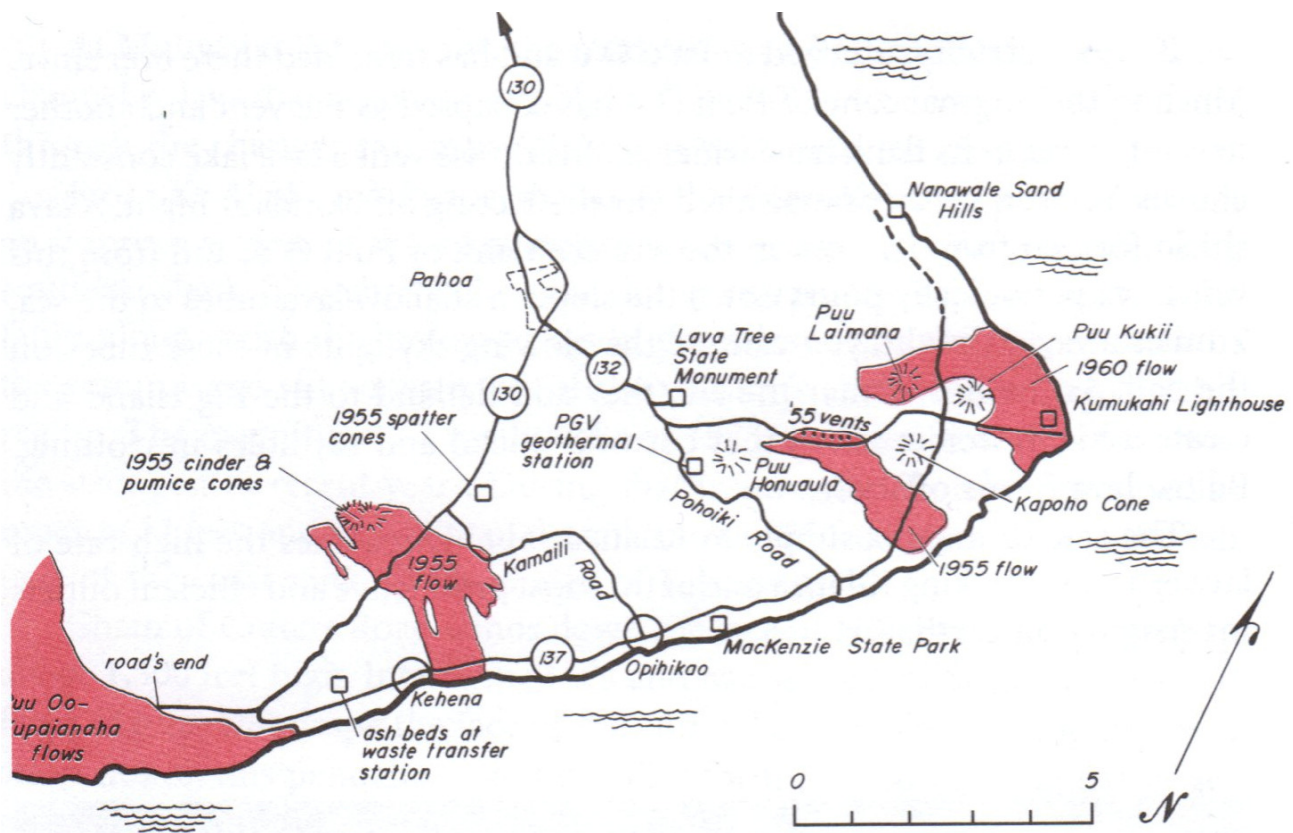 130
Nanawale Sand
Hills
Pahoa
Puu
Laimana
Puu Kukii
Lava Tree
State
Monument
1960 flow
132
Kumukahi Lighthouse
130
1955 spatter
cones
PGV
geothermal
station
'55 vents
1955 cinder &
pumice cones
Puu
Honuaula
Kapoho Cone
Pohoiki
Road
1955
flow
Kamaili
Road
1955 flow
road's end
137
MacKenzie State Park
Opihikao
Kehena
Oo-
flows
ash beds at
waste transfer
station
0
5
N